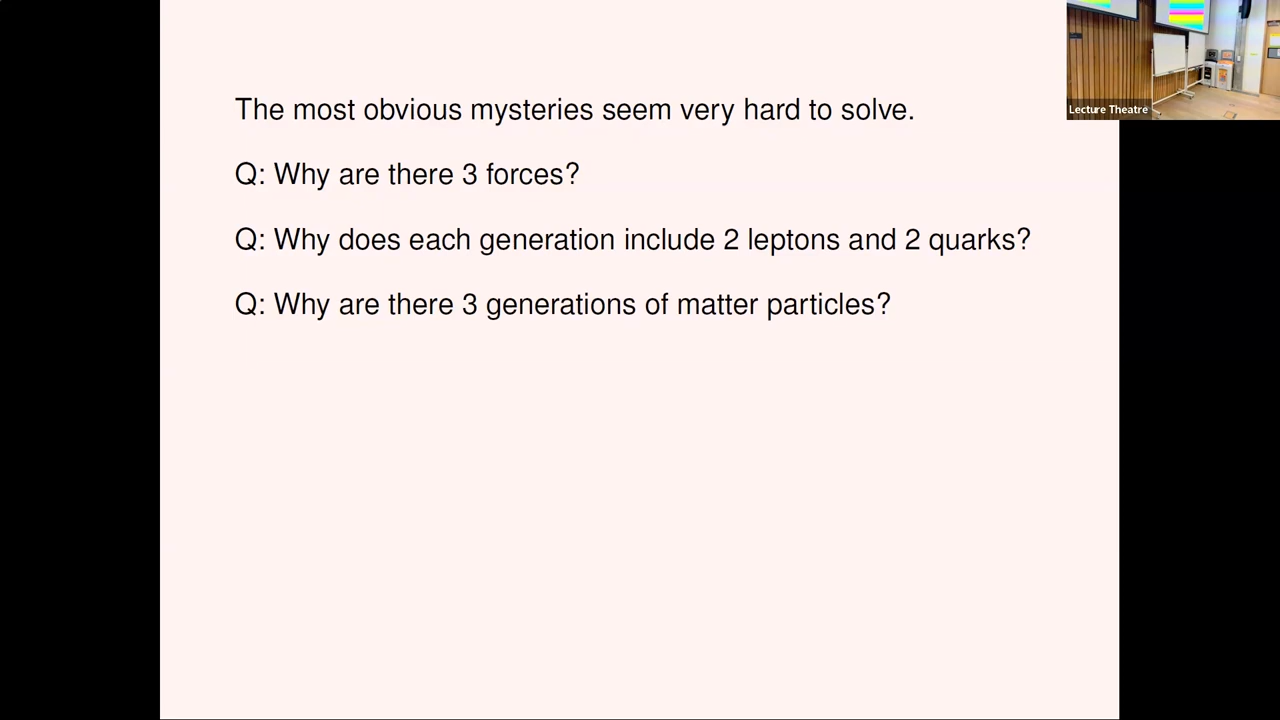 The most obvious mysteries seem very hard to solve.
Q: Why are there 3 forces?
Q: Why does each generation include 2 leptons and 2 quarks?
Q: Why are there 3 generations of matter particles?
Lecture Theatre